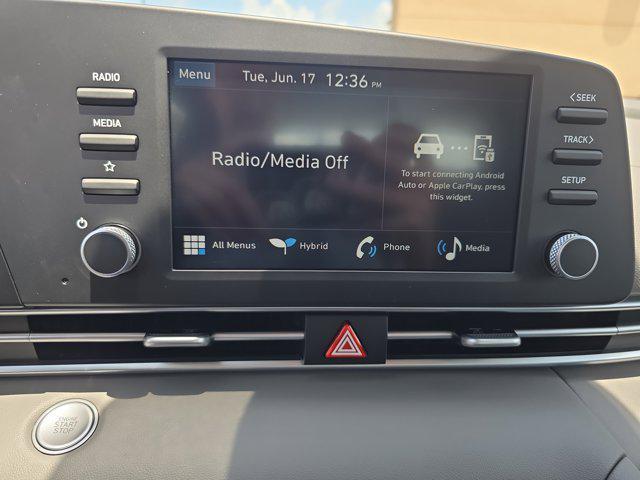 RADIO
MEDIA
Menu
Tue, Jun. 17 12:36 PM
Radio/Media Off
To start connecting Android
Auto or Apple CarPlay, press
this widget.
All Menus
Hybrid
Phone
Media
<SEEK
TRACK>
SETUP
ENGINE
START
STOP